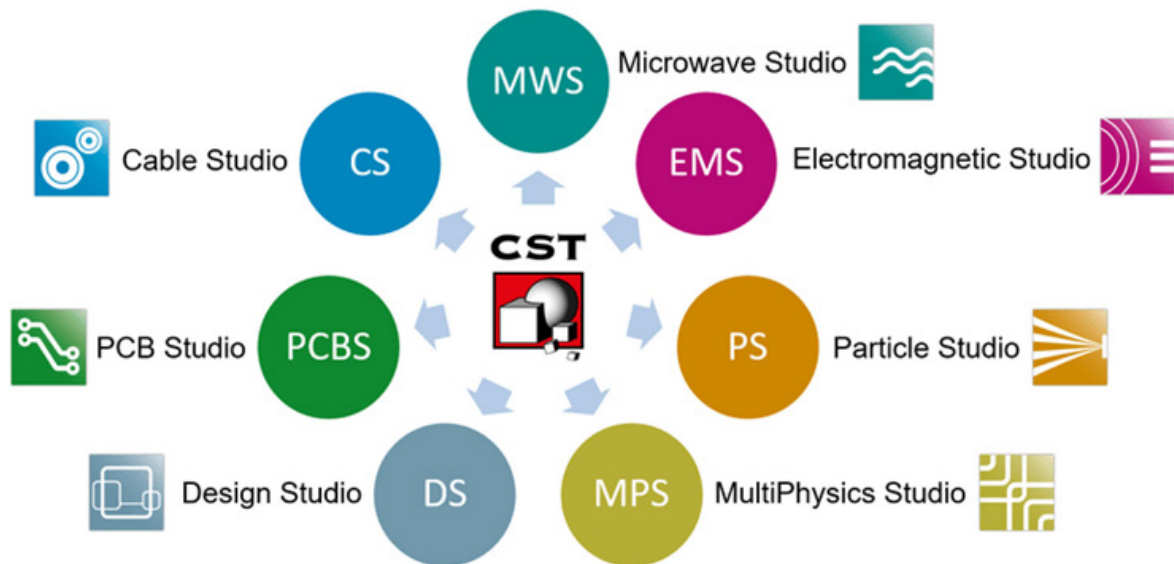 MWS
Microwave Studio
Cable Studio
CS
EMS
Electromagnetic Studio
CST
PCB Studio
PCBS
PS
Particle Studio
Design Studio
DS
MPS
MultiPhysics Studio